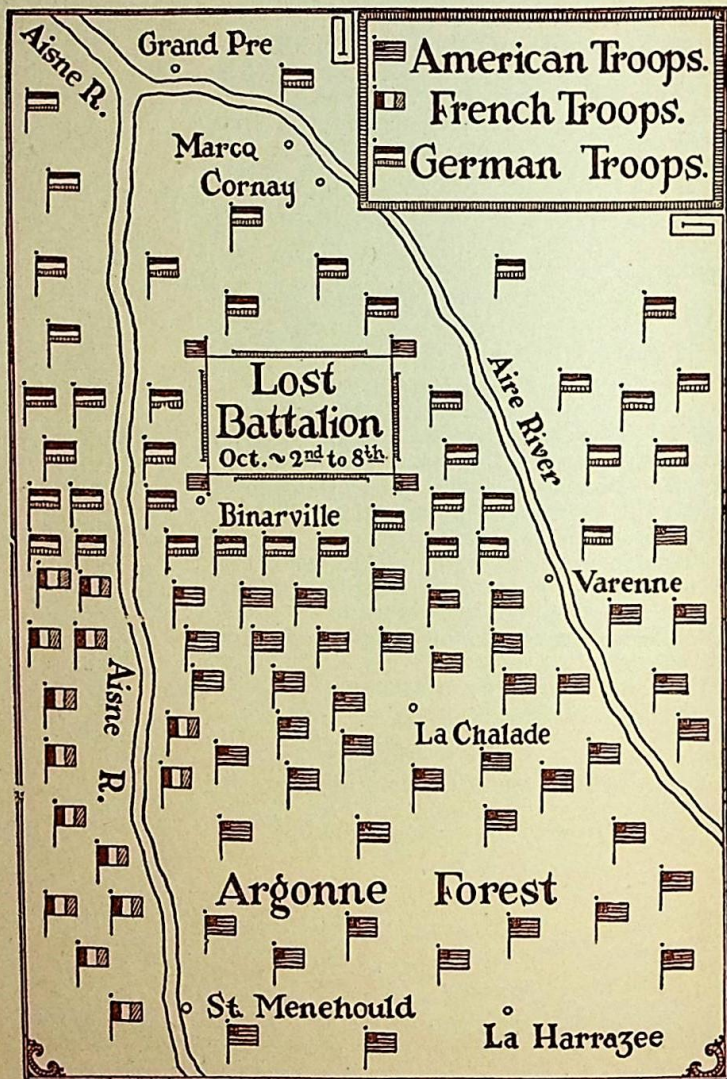 Aisne R.
Grand Pre
American Troops.
French Troops.
German Troops.
Marcq
Cornay
Lost
Battalion
Oct. ~ 2nd to 8th.
Aire River
Binarville
Varenne
Aisne R.
La Chalade
Argonne Forest
St. Menehould
La Harrazee